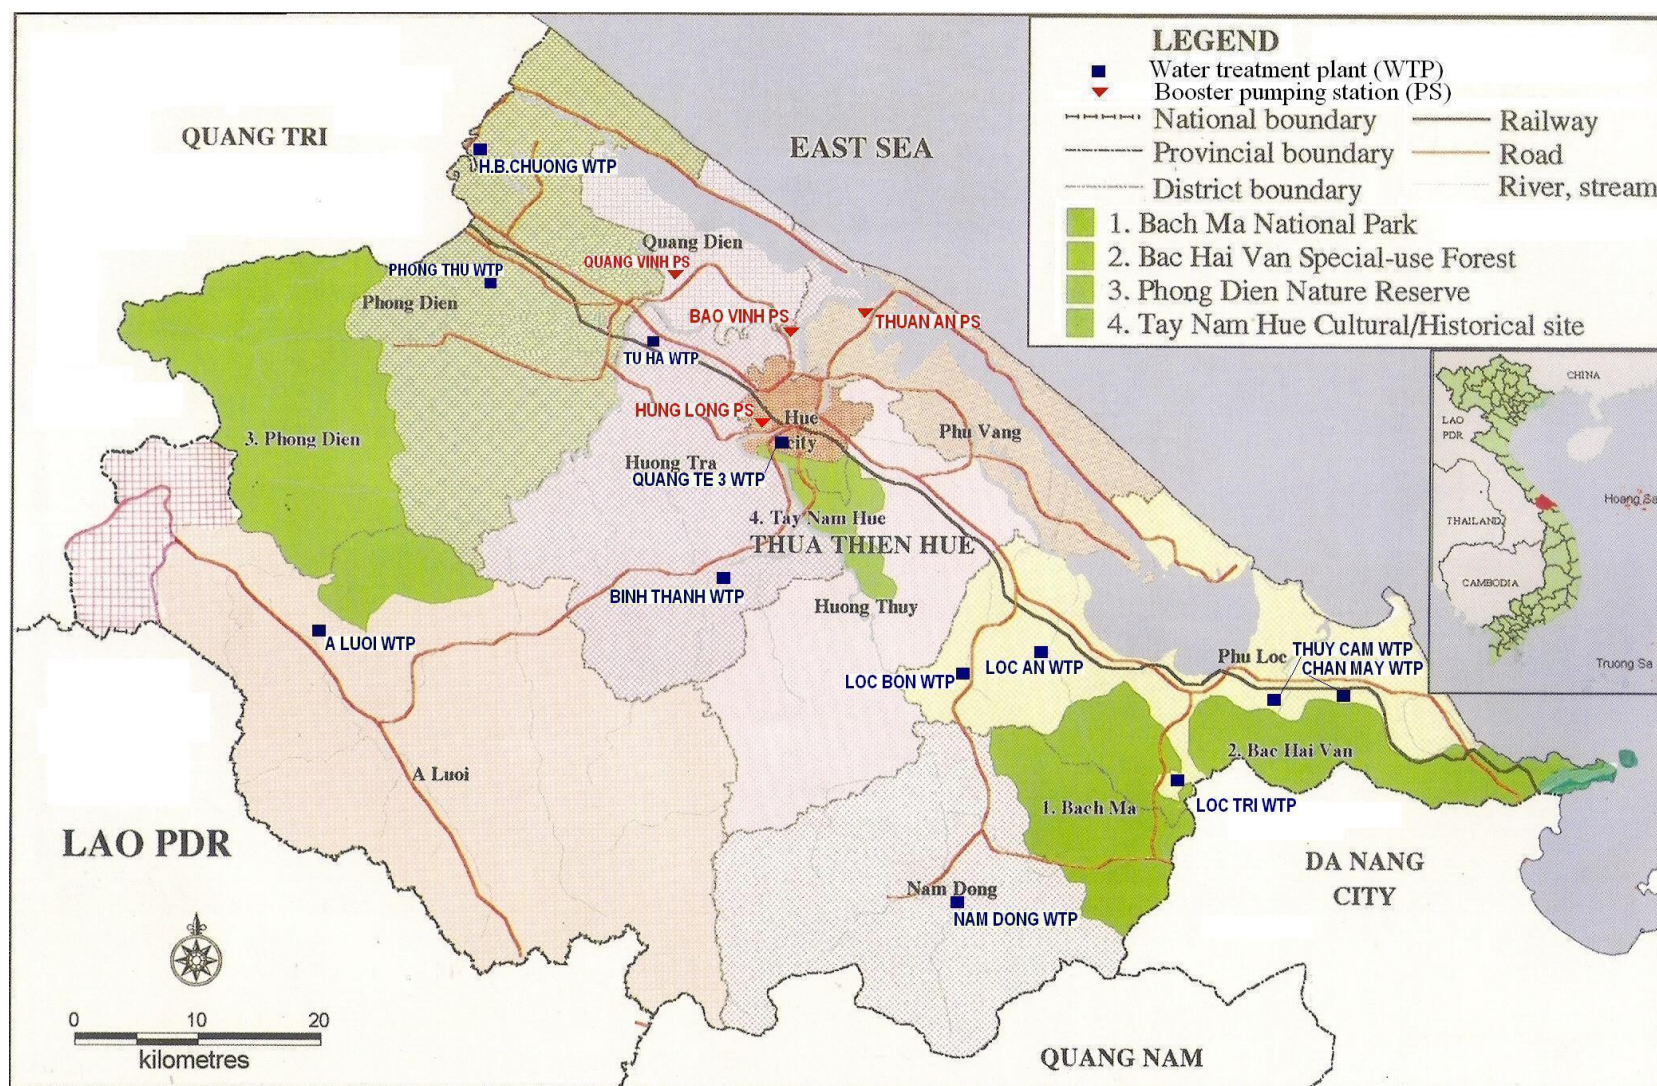 LEGEND
Water treatment plant (WTP)
Booster pumping station (PS)
National boundary
Railway
Provincial boundary
Road
District boundary
River, stream
1. Bach Ma National Park
2. Bac Hai Van Special-use Forest
3. Phong Dien Nature Reserve
4. Tay Nam Hue Cultural/Historical site
QUANG TRI
EAST SEA
H.B.CHUONG WTP
Quang Dien
QUANG VINH PS
PHONG THU WTP
Phong Dien
BAO VINH PS
THUAN AN PS
TU HA WTP
HUNG LONG PS
Hue
city
Phu Vang
3. Phong Dien
Huong Tra
QUANG TE 3 WTP
4. Tay Nam Hue
THUA THIEN HUE
BINH THANH WTP
Huong Thuy
A LUOI WTP
LOC BON WTP
LOC AN WTP
Phu Loc
THUY CAM WTP
CHAN MAY WTP
2. Bac Hai Van
A Luoi
1. Bach Ma
LOC TRI WTP
LAO PDR
DA NANG
CITY
Nam Dong
NAM DONG WTP
QUANG NAM
0 10 20
kilometres
CHINA
LAO
PDR
THAILAND
CAMBODIA
Hoang Sa
Truong Sa